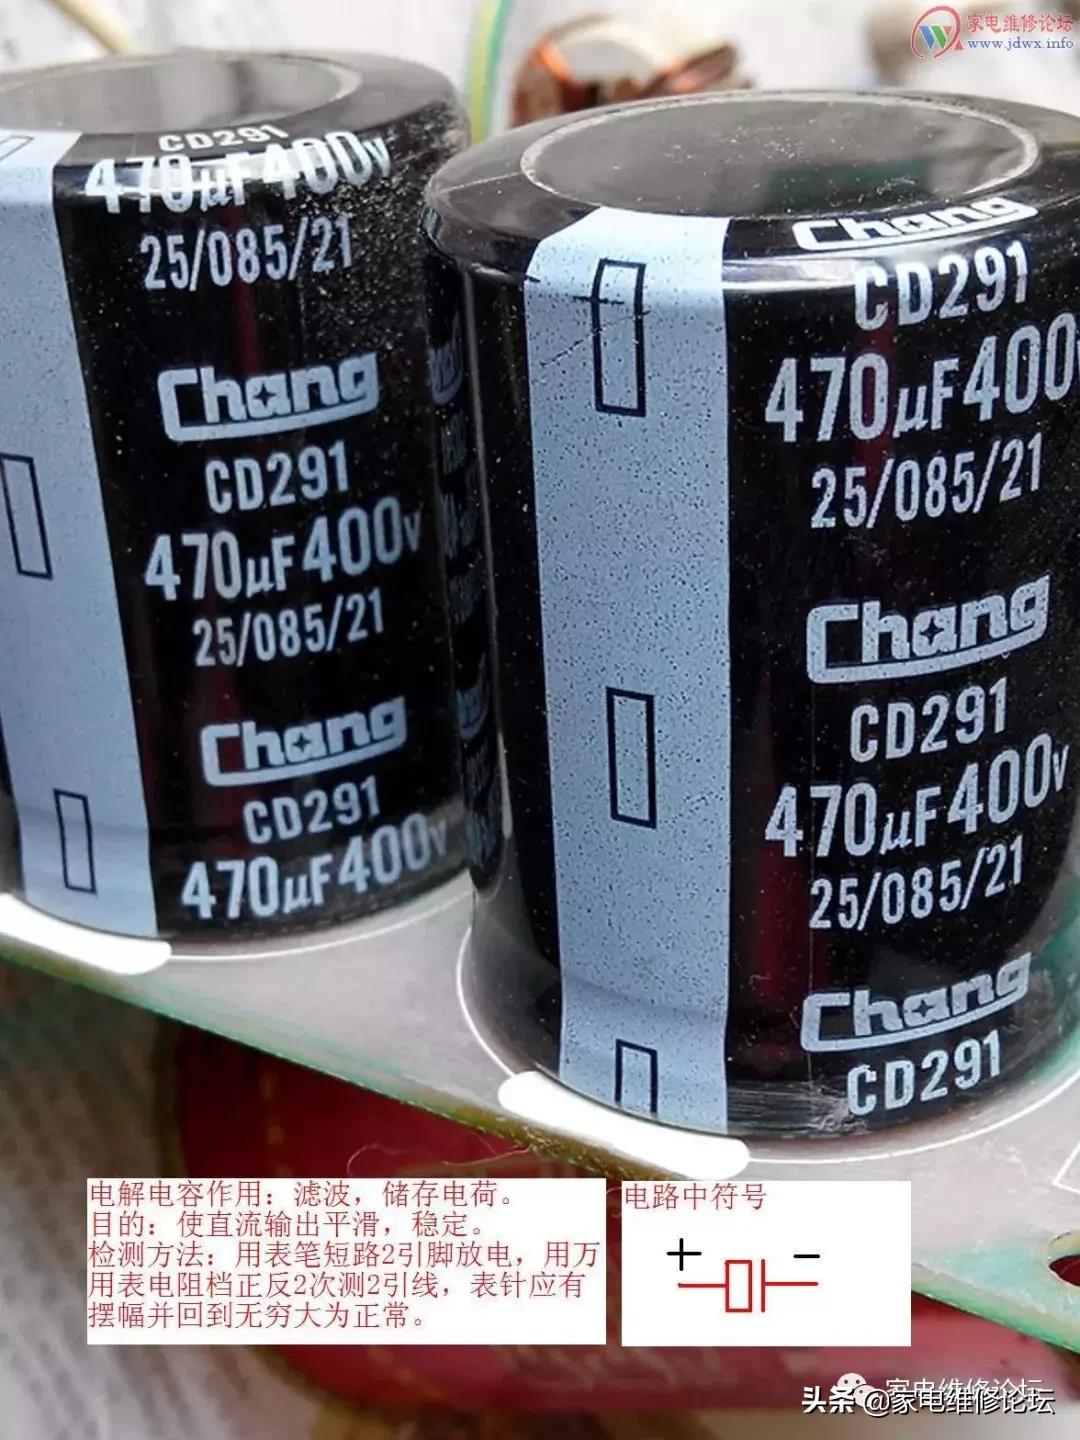 家电维修论坛
www.jdwx.info
CD291
470μF400v
25/085/21
Chang
CD291
470μF400v
25/085/21
Chang
CD291
470μF400v
Chang
CD291
470μF400
25/085/21
Chang
CD291
470μF400v
25/085/21
Chang
CD291
电解电容作用：滤波，储存电荷。
目的：使直流输出平滑，稳定。
检测方法：用表笔短路2引脚放电，用万
用表电阻档正反2次测2引线，表针应有
摆幅并回到无穷大为正常。
电路中符号
+ −
家电维修论坛
头条@家电维修论坛